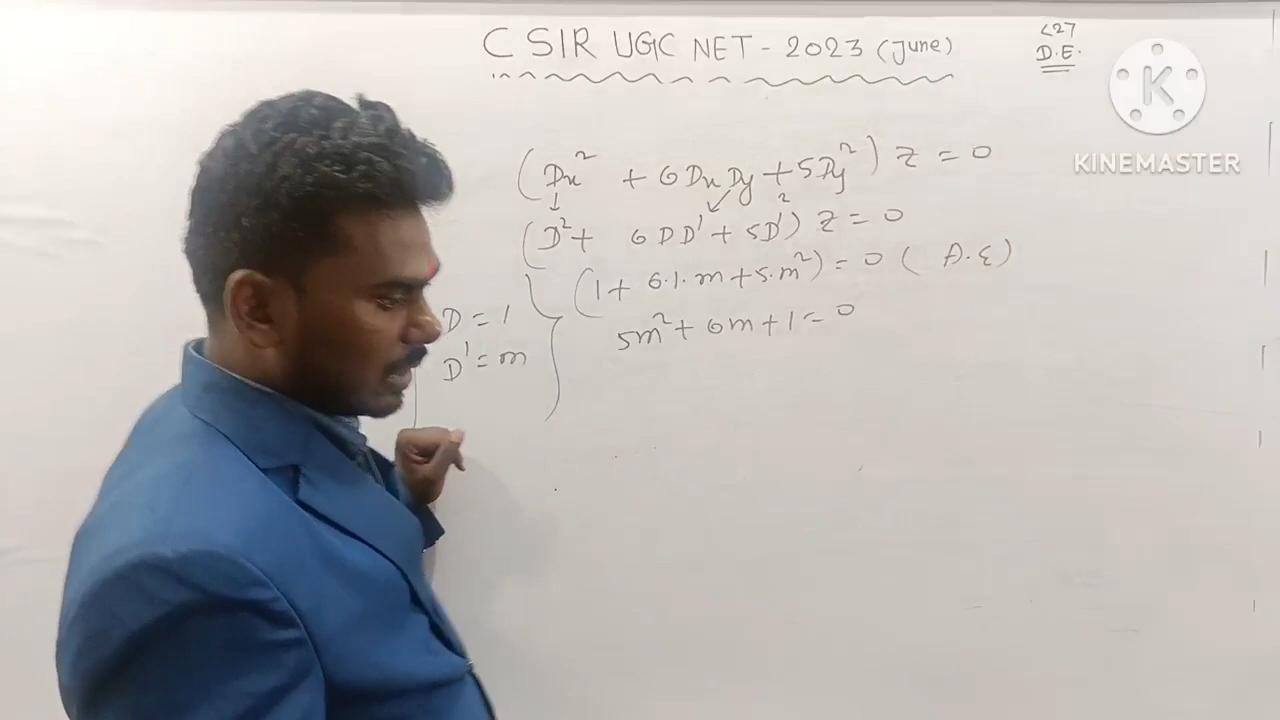 CSIR UGC NET - 2023 (June)
<27
D.E.
KINEMASTER
(Dx² + 6DxDy + 5Dy²) z = 0
(D² + 6DD' + 5D'²) z = 0
(1 + 6.1.m + 5.m²) = 0 (A.E)
5m² + 6m + 1 = 0
D = 1
D' = m